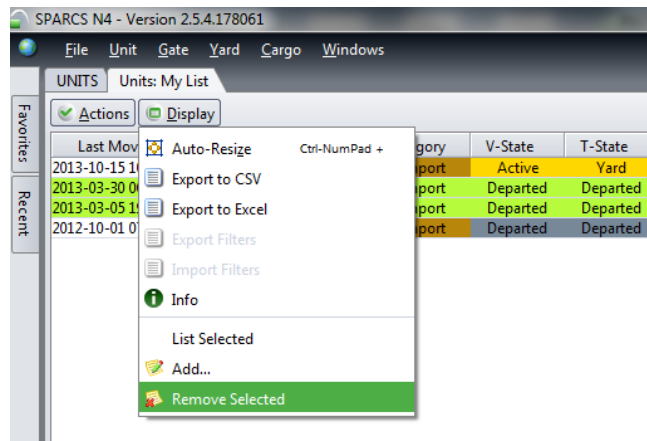 SPARCS N4 - Version 2.5.4.178061
File Unit Gate Yard Cargo Windows
UNITS Units: My List
Favorites
Recent
Actions Display
Last Mov gory V-State T-State
2013-10-15 1 port Active Yard
2013-03-30 0 port Departed Departed
2013-03-05 1 port Departed Departed
2012-10-01 0 port Departed Departed
Auto-Resize Ctrl-NumPad +
Export to CSV
Export to Excel
Export Filters
Import Filters
Info
List Selected
Add...
Remove Selected